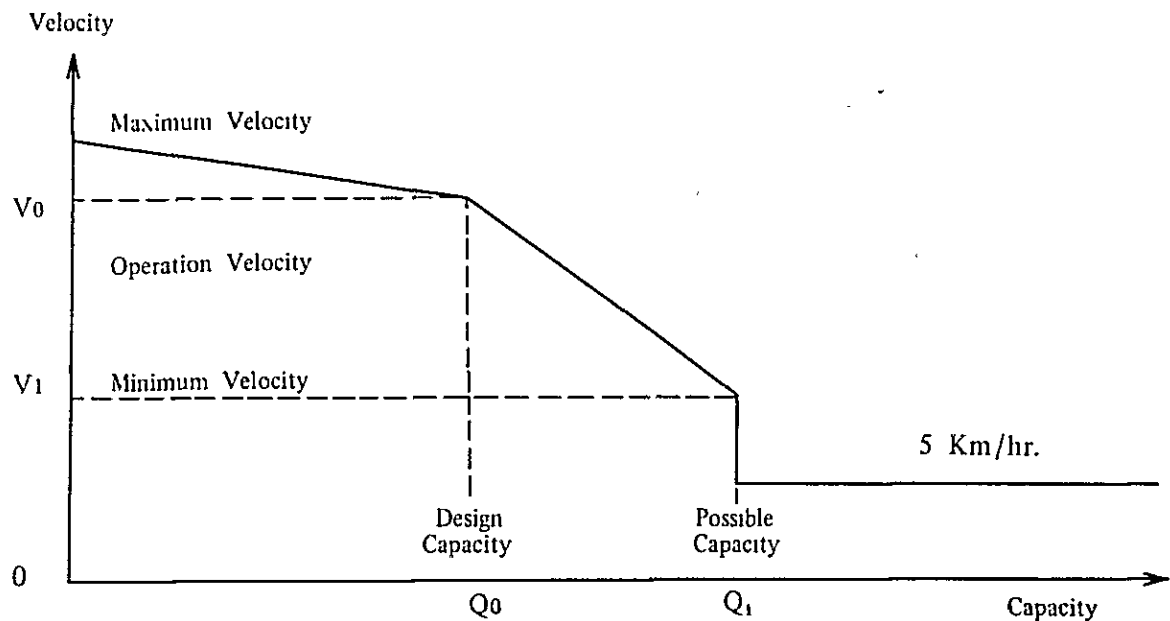 Velocity
Maximum Velocity
V0
Operation Velocity
V1
Minimum Velocity
5 Km/hr.
Design
Capacity
Possible
Capacity
0
Q0
Q1
Capacity